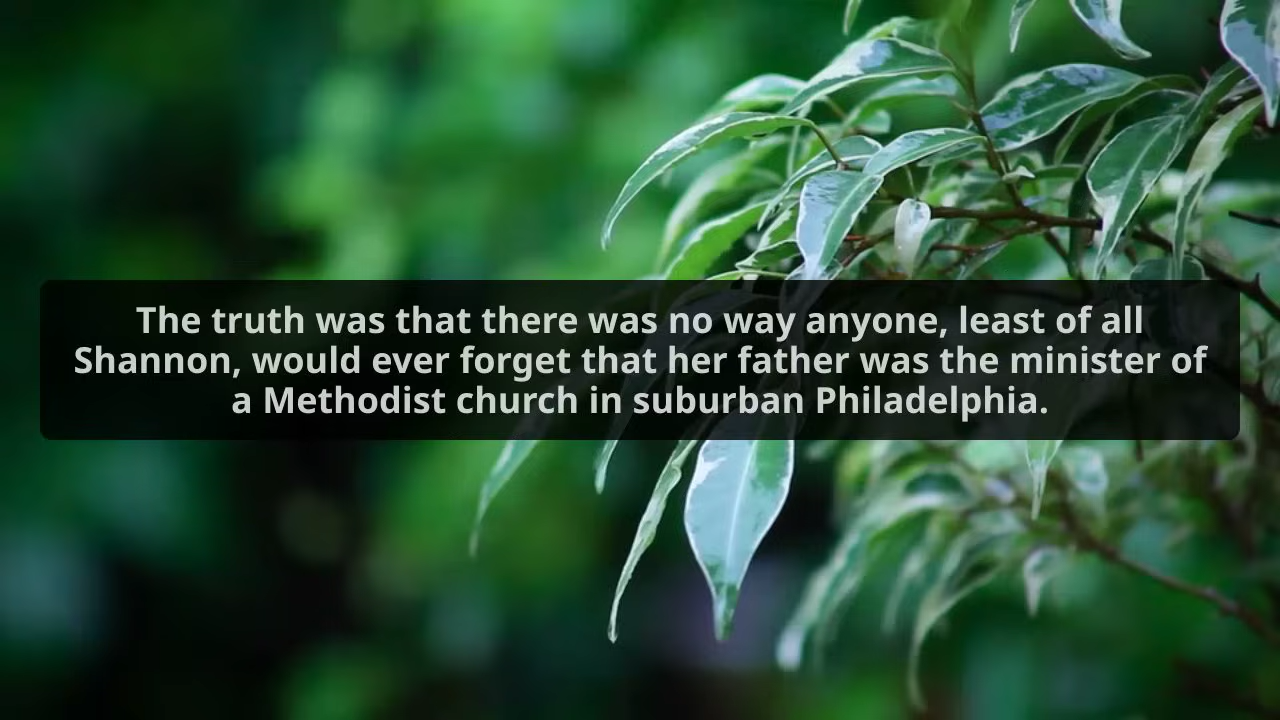 The truth was that there was no way anyone, least of all
Shannon, would ever forget that her father was the minister of
a Methodist church in suburban Philadelphia.